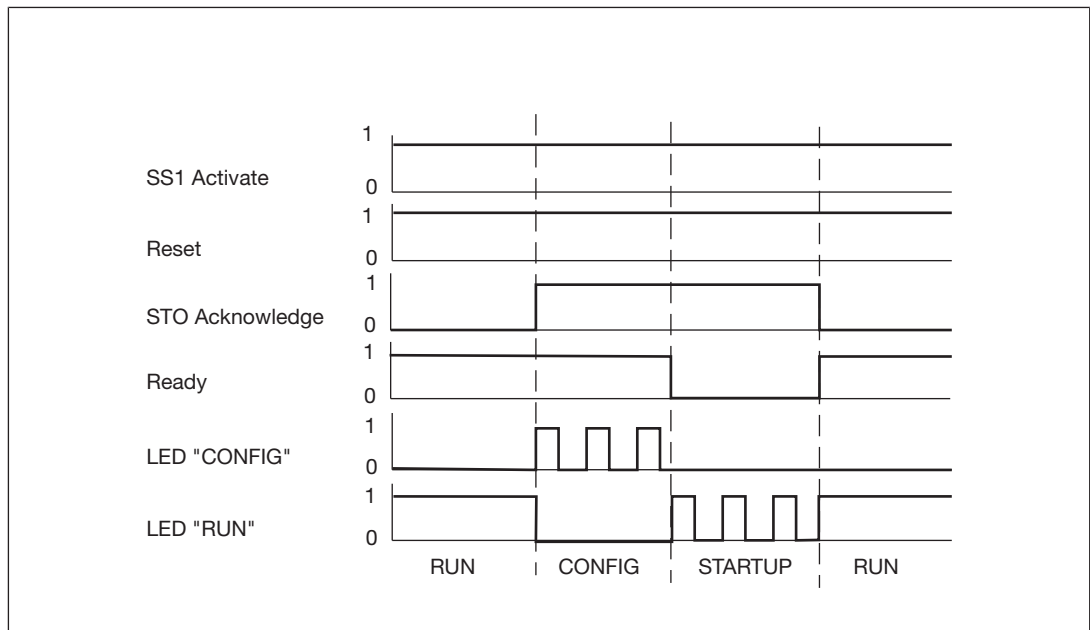 1
SS1 Activate
0
1
Reset
0
1
STO Acknowledge
0
1
Ready
0
1
LED "CONFIG"
0
1
LED "RUN"
0
RUN CONFIG STARTUP RUN